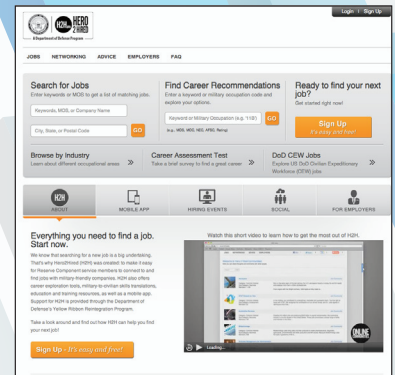 Login | Sign Up
H2H HERO 2 HIRED
A Department of Defense Program
JOBS NETWORKING ADVICE EMPLOYERS FAQ
Search for Jobs
Enter keywords or MOS to get a list of matching jobs.
Keywords, MOS, or Company Name
City, State, or Postal Code
GO
Find Career Recommendations
Enter a keyword or military occupation code and
explore your options.
Keyword or Military Occupation (e.g. '11B')
GO
(e.g., MOS, MOC, NEC, AFSC, Rating)
Ready to find your next
job?
Get started right now!
Sign Up
It's easy and free!
Browse by Industry
Learn about different occupational areas
Career Assessment Test
Take a brief survey to find a great career
DoD CEW Jobs
Explore US DoD Civilian Expeditionary
Workforce (CEW) jobs
H2H
ABOUT
MOBILE APP
HIRING EVENTS
SOCIAL
FOR EMPLOYERS
Everything you need to find a job.
Start now.
We know that searching for a new job is a big undertaking.
That's why Hero2Hired (H2H) was created: to make it easy
for Reserve Component service members to connect to and
find jobs with military-friendly companies. H2H also offers
career exploration tools, military-to-civilian skills translations,
education and training resources, as well as a mobile app.
Support for H2H is provided through the Department of
Defense's Yellow Ribbon Reintegration Program.
Take a look around and find out how H2H can help you find
your next job!
Sign Up - It's easy and free!
Watch this short video to learn how to get the most out of H2H.
Loading...
ONLINE